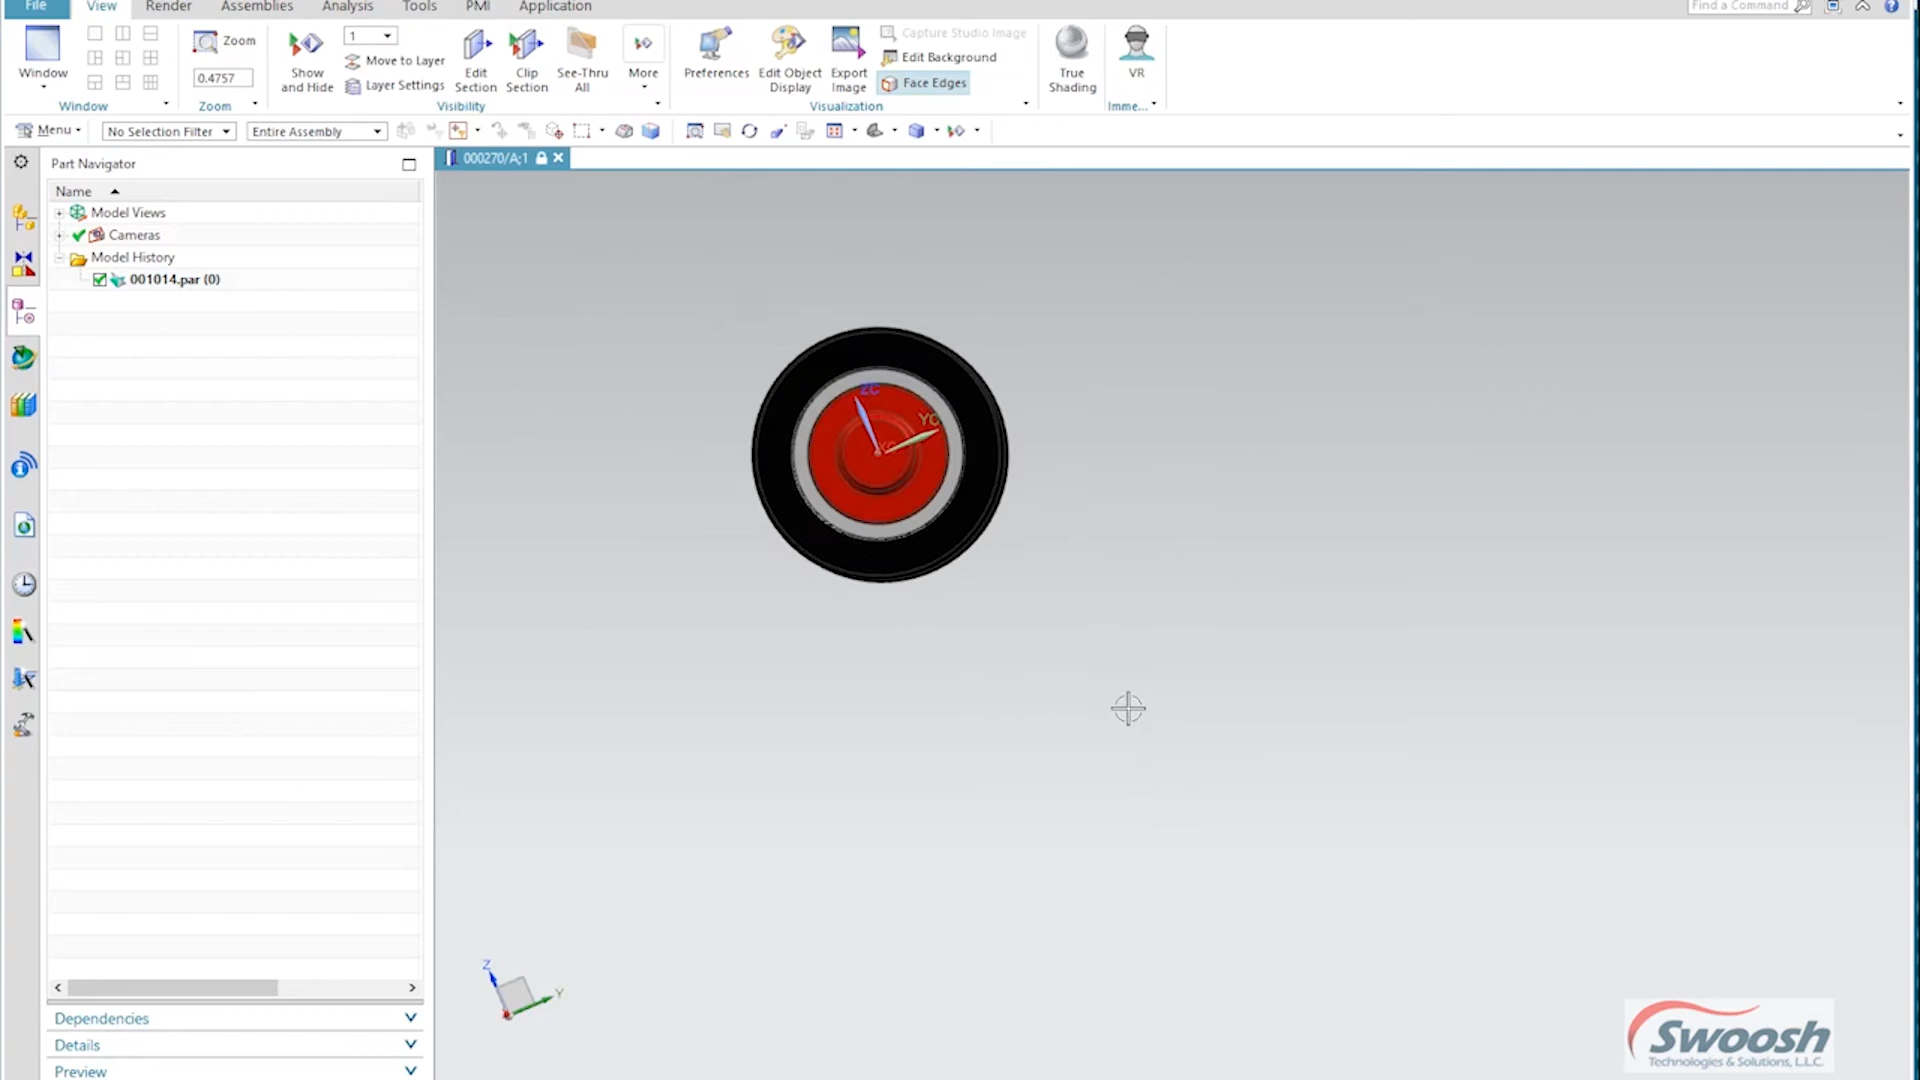 File View Render Assemblies Analysis Tools PMI Application Find a Command
Window
Window
Zoom
0.4757
Zoom
Show and Hide
1
Move to Layer
Layer Settings
Edit Section
Clip Section
See-Thru All
More
Visibility
Preferences
Edit Object Display
Export Image
Capture Studio Image
Edit Background
Face Edges
Visualization
True Shading
VR
Imme...
Menu No Selection Filter Entire Assembly
Part Navigator
000270/A;1
Name
Model Views
Cameras
Model History
001014.par (0)
ZC
YC
XC
Z
Y
Dependencies
Details
Preview
Swoosh
Technologies & Solutions, L.L.C.